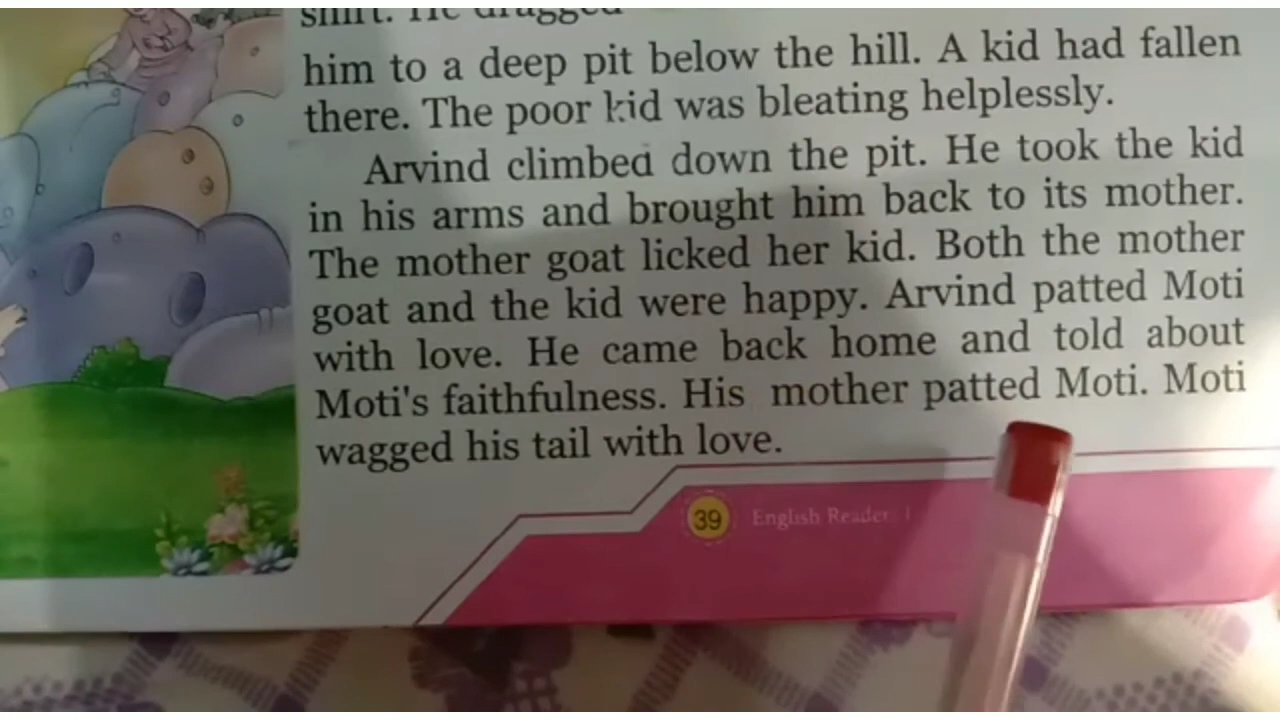 shirt. He dragged
him to a deep pit below the hill. A kid had fallen
there. The poor kid was bleating helplessly.
Arvind climbed down the pit. He took the kid
in his arms and brought him back to its mother.
The mother goat licked her kid. Both the mother
goat and the kid were happy. Arvind patted Moti
with love. He came back home and told about
Moti's faithfulness. His mother patted Moti. Moti
wagged his tail with love.
39 English Reader